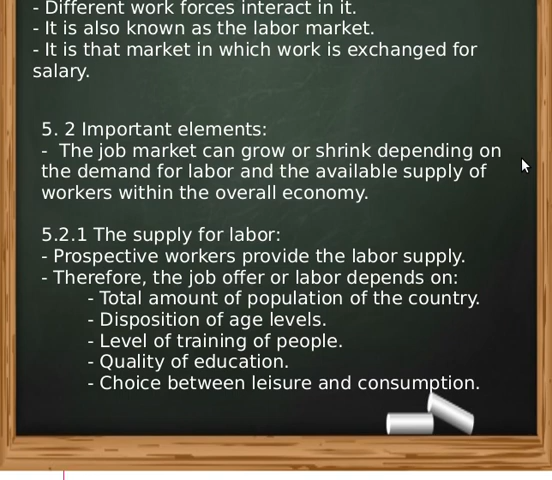 - Different work forces interact in it.
- It is also known as the labor market.
- It is that market in which work is exchanged for
salary.
5. 2 Important elements:
-  The job market can grow or shrink depending on
the demand for labor and the available supply of
workers within the overall economy.
5.2.1 The supply for labor:
- Prospective workers provide the labor supply.
- Therefore, the job offer or labor depends on:
- Total amount of population of the country.
- Disposition of age levels.
- Level of training of people.
- Quality of education.
- Choice between leisure and consumption.